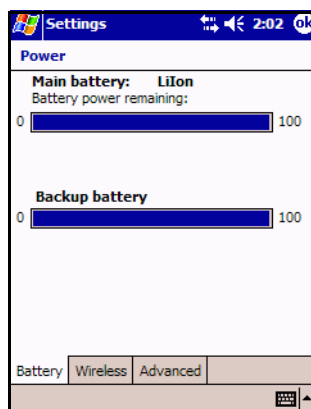 Settings 2:02 ok
Power
Main battery: LiIon
Battery power remaining:
0 100
Backup battery
0 100
Battery Wireless Advanced